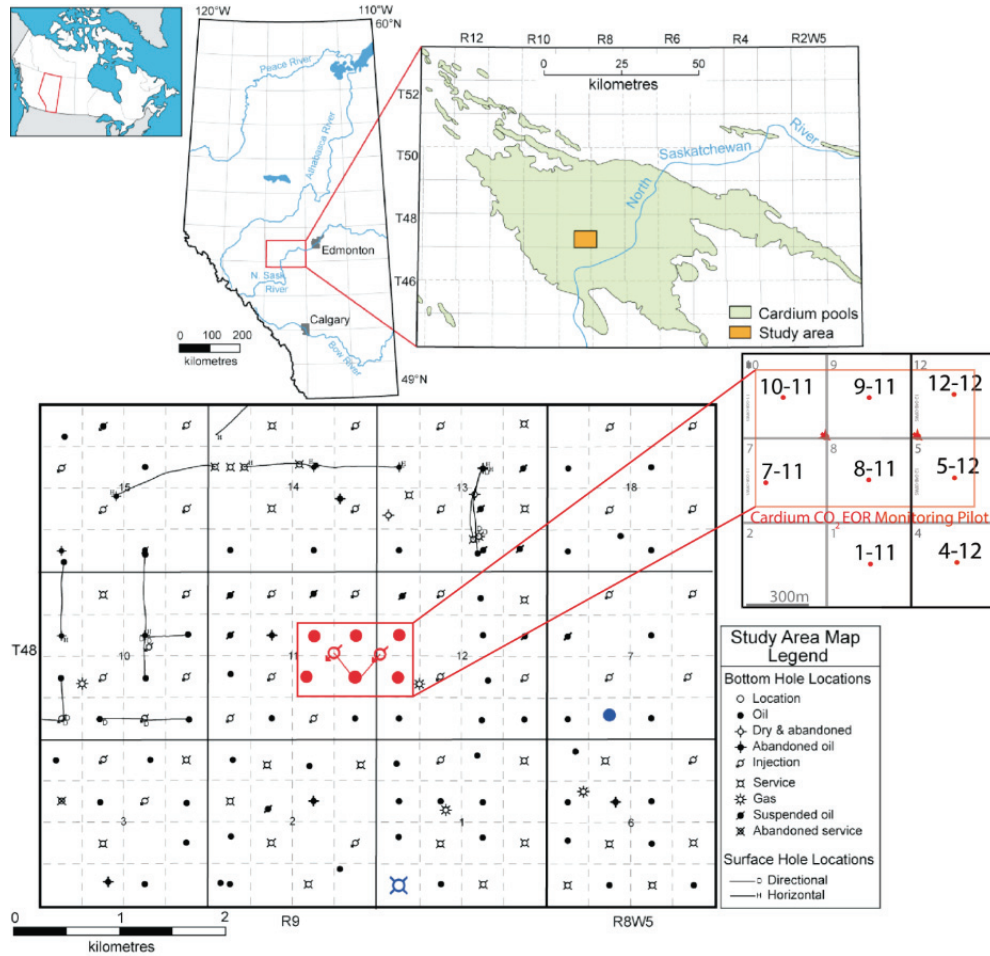 120°W
110°W
60°N
Peace River
Athabasca River
Edmonton
N. Sask.
River
Calgary
Bow River
0 100 200
kilometres
49°N
R12 R10 R8 R6 R4 R2W5
0 25 50
kilometres
T52
T50
T48
T46
North
Saskatchewan
River
Cardium pools
Study area
9 12
10-11 9-11 12-12
7 8 5
7-11 8-11 5-12
Cardium CO2EOR Monitoring Pilot
2 1 4
1-11 4-12
300m
15 14 13 18
T48
10 11 12 7
3 2 1 6
R9 R8W5
0 1 2
kilometres
Study Area Map
Legend
Bottom Hole Locations
Location
Oil
Dry & abandoned
Abandoned oil
Injection
Service
Gas
Suspended oil
Abandoned service
Surface Hole Locations
D Directional
H Horizontal